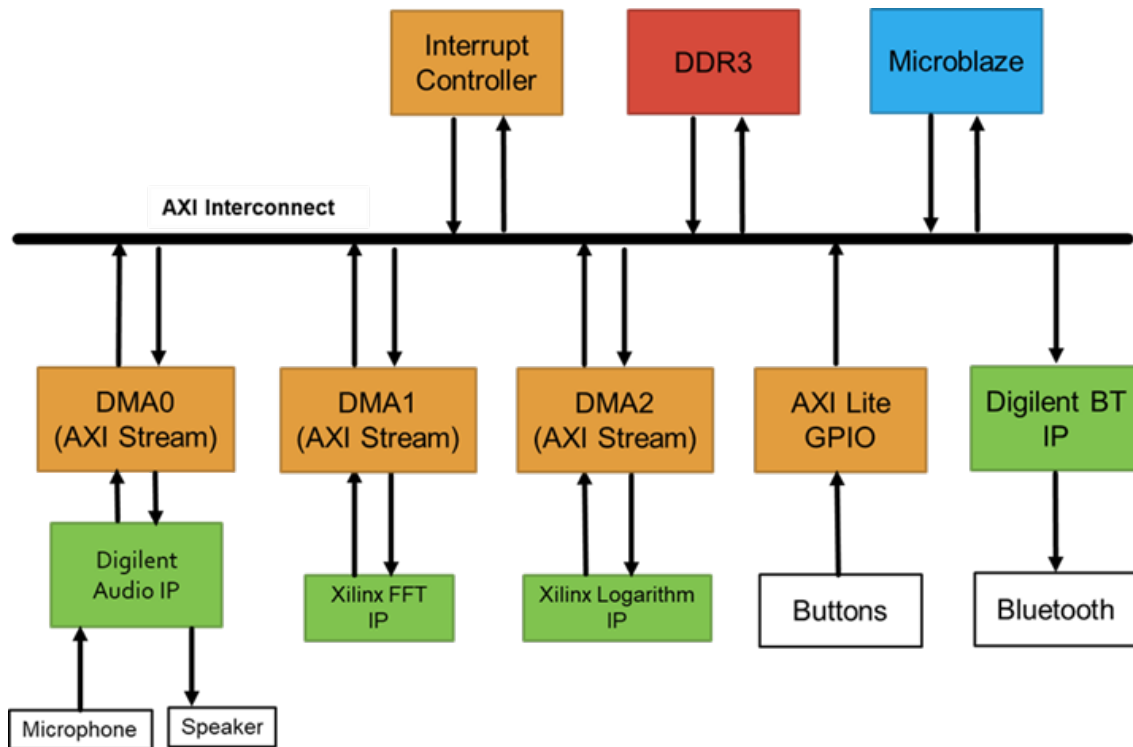 Interrupt
Controller
DDR3
Microblaze
AXI Interconnect
DMA0
(AXI Stream)
DMA1
(AXI Stream)
DMA2
(AXI Stream)
AXI Lite
GPIO
Digilent BT
IP
Digilent
Audio IP
Xilinx FFT
IP
Xilinx Logarithm
IP
Buttons
Bluetooth
Microphone
Speaker